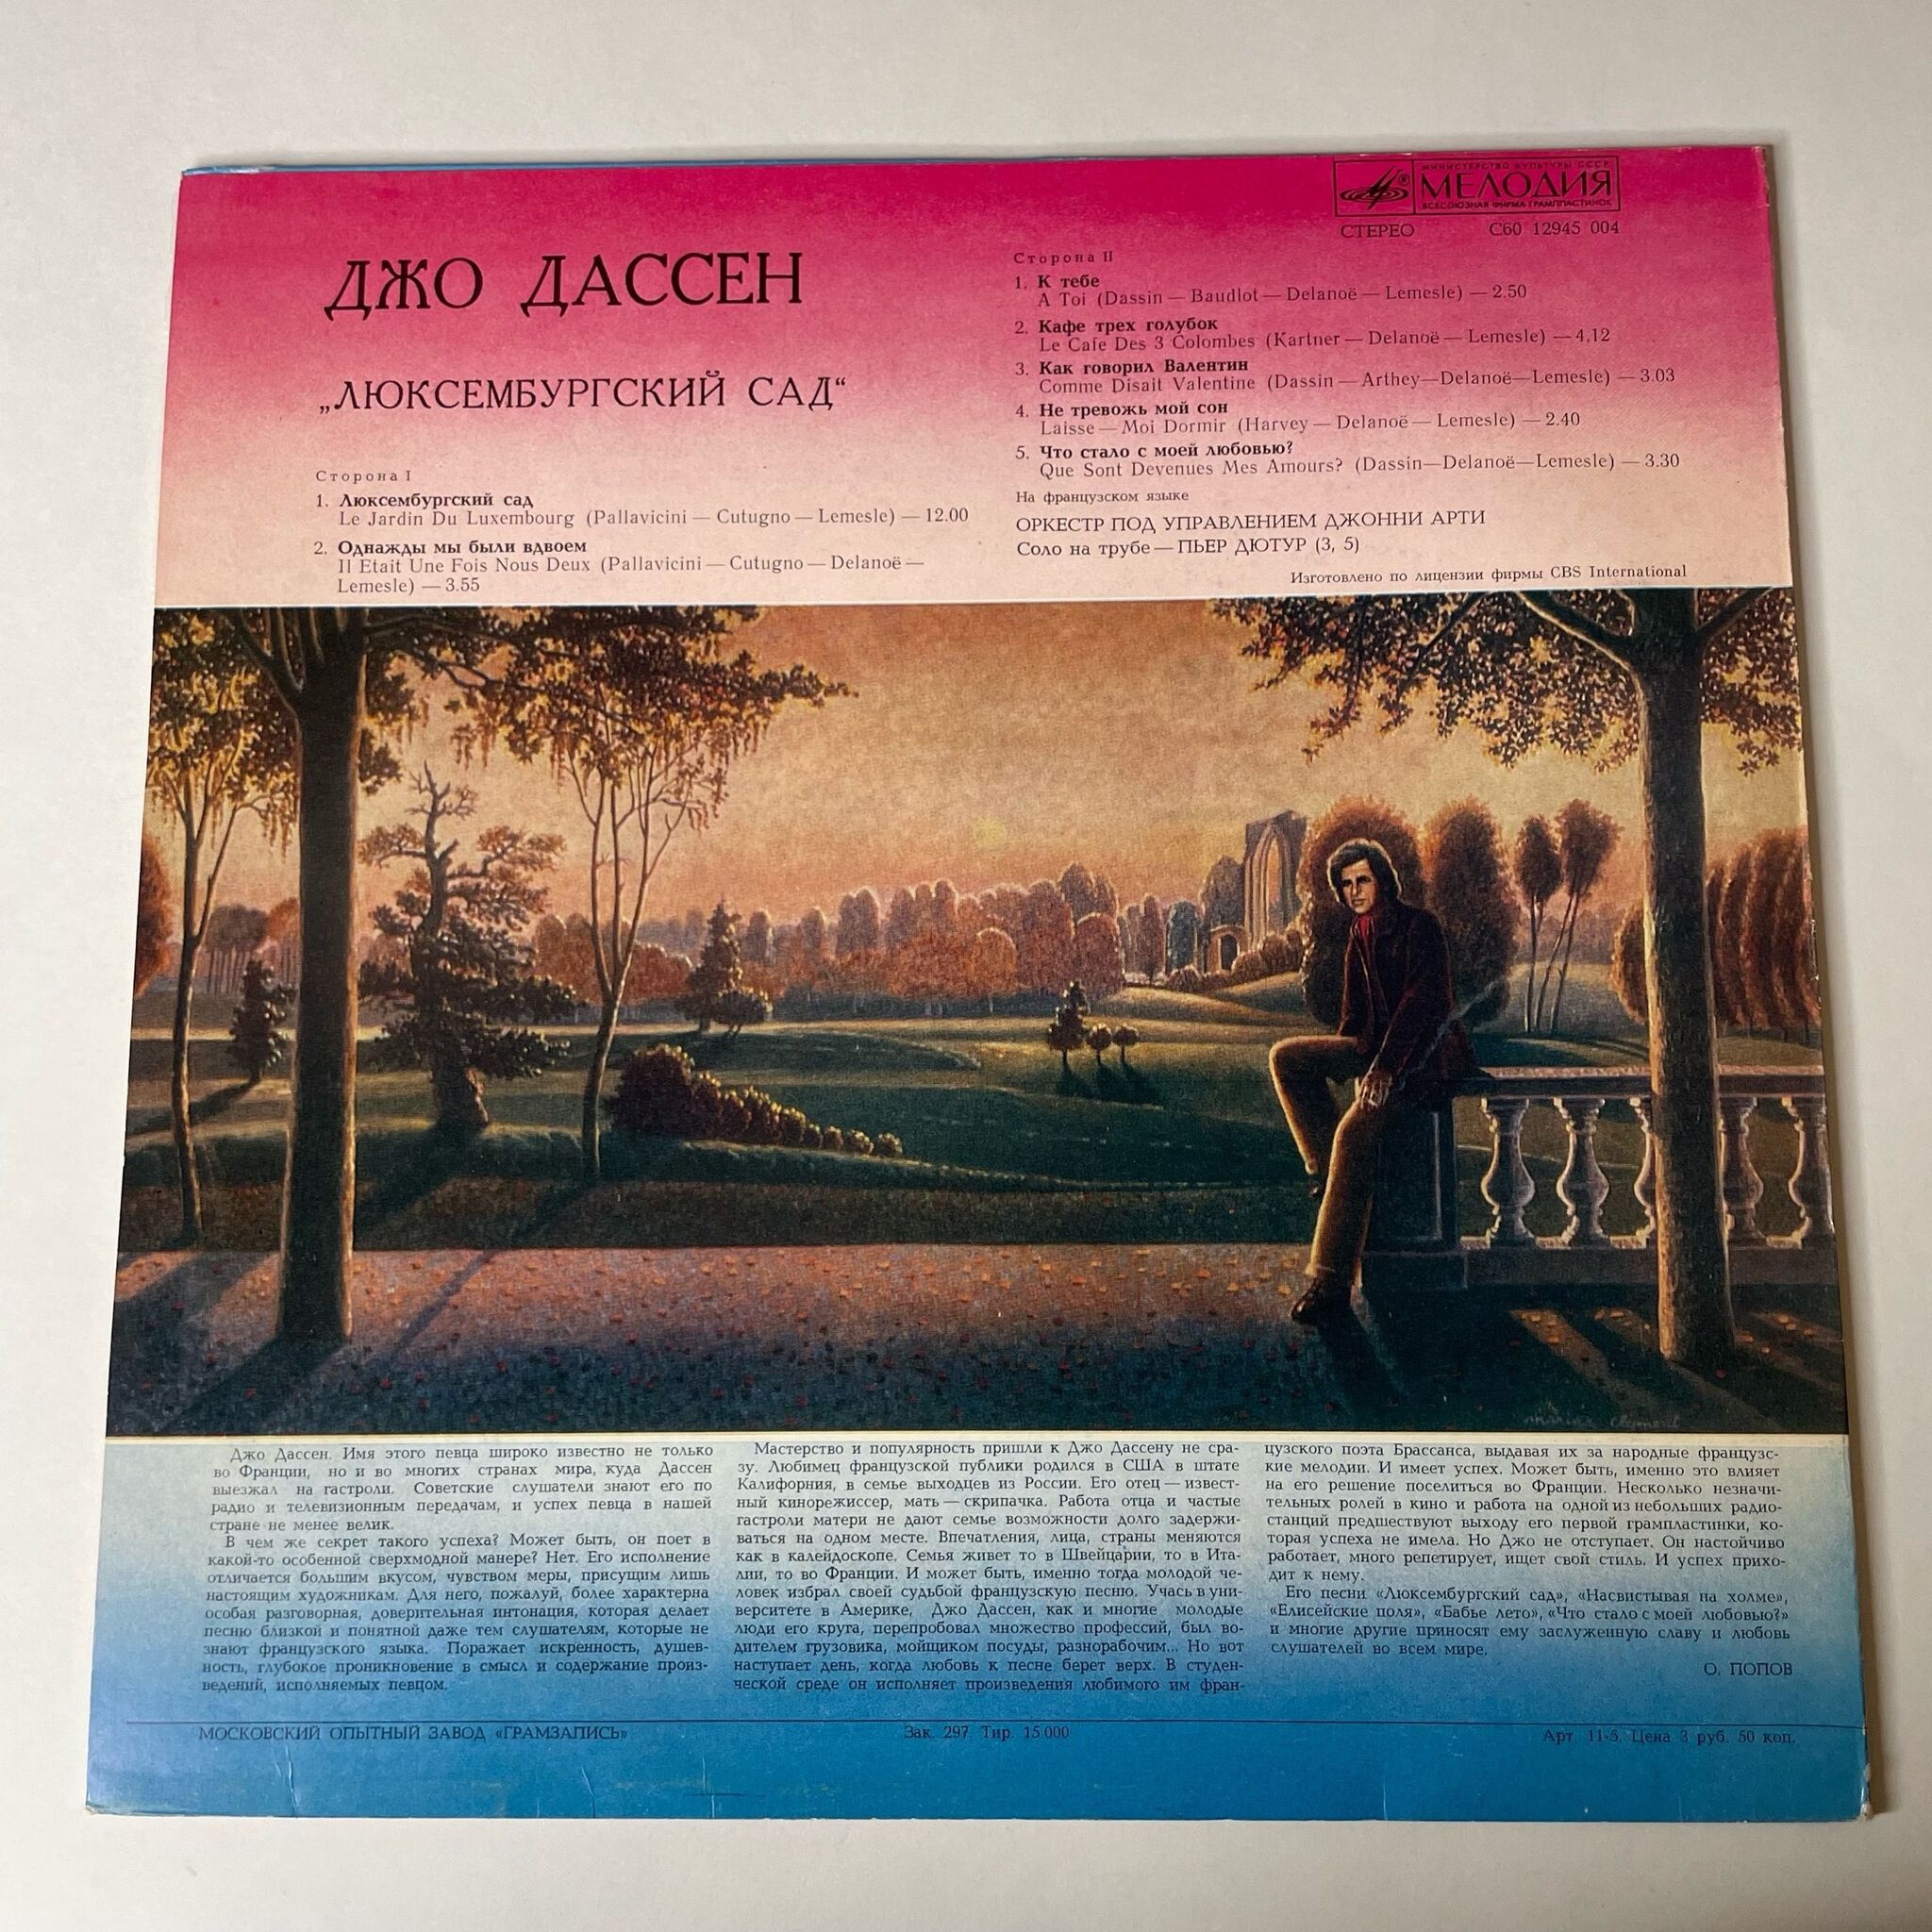 МИНИСТЕРСТВО КУЛЬТУРЫ СССР
МЕЛОДИЯ
ВСЕСОЮЗНАЯ ФИРМА ГРАМПЛАСТИНОК
СТЕРЕО С60 12945 004
ДЖО ДАССЕН
„ЛЮКСЕМБУРГСКИЙ САД“
Сторона I
1. Люксембургский сад
Le Jardin Du Luxembourg (Pallavicini — Cutugno — Lemesle) — 12.00
2. Однажды мы были вдвоем
Il Etait Une Fois Nous Deux (Pallavicini — Cutugno — Delanoë —
Lemesle) — 3.55
Сторона II
1. К тебе
A Toi (Dassin — Baudlot — Delanoë — Lemesle) — 2.50
2. Кафе трех голубок
Le Cafe Des 3 Colombes (Kartner — Delanoë — Lemesle) — 4.12
3. Как говорил Валентин
Comme Disait Valentine (Dassin — Arthey — Delanoë — Lemesle) — 3.03
4. Не тревожь мой сон
Laisse — Moi Dormir (Harvey — Delanoë — Lemesle) — 2.40
5. Что стало с моей любовью?
Que Sont Devenues Mes Amours? (Dassin — Delanoë — Lemesle) — 3.30
На французском языке
ОРКЕСТР ПОД УПРАВЛЕНИЕМ ДЖОННИ АРТИ
Соло на трубе — ПЬЕР ДЮТУР (3, 5)
Изготовлено по лицензии фирмы CBS International
Джо Дассен. Имя этого певца широко известно не только
во Франции, но и во многих странах мира, куда Дассен
выезжал на гастроли. Советские слушатели знают его по
радио и телевизионным передачам, и успех певца в нашей
стране не менее велик.
В чем же секрет такого успеха? Может быть, он поет в
какой-то особенной сверхмодной манере? Нет. Его исполнение
отличается большим вкусом, чувством меры, присущим лишь
настоящим художникам. Для него, пожалуй, более характерна
особая разговорная, доверительная интонация, которая делает
песню близкой и понятной даже тем слушателям, которые не
знают французского языка. Поражает искренность, душев-
ность, глубокое проникновение в смысл и содержание произ-
ведений, исполняемых певцом.
Мастерство и популярность пришли к Джо Дассену не сра-
зу. Любимец французской публики родился в США в штате
Калифорния, в семье выходцев из России. Его отец — извест-
ный кинорежиссер, мать — скрипачка. Работа отца и частые
гастроли матери не дают семье возможности долго задержи-
ваться на одном месте. Впечатления, лица, страны меняются
как в калейдоскопе. Семья живет то в Швейцарии, то в Ита-
лии, то во Франции. И может быть, именно тогда молодой че-
ловек избрал своей судьбой французскую песню. Учась в уни-
верситете в Америке, Джо Дассен, как и многие молодые
люди его круга, перепробовал множество профессий, был во-
дителем грузовика, мойщиком посуды, разнорабочим... Но вот
наступает день, когда любовь к песне берет верх. В студен-
ческой среде он исполняет произведения любимого им фран-
цузского поэта Брассанса, выдавая их за народные французс-
кие мелодии. И имеет успех. Может быть, именно это влияет
на его решение поселиться во Франции. Несколько незначи-
тельных ролей в кино и работа на одной из небольших радио-
станций предшествуют выходу его первой грампластинки, ко-
торая успеха не имела. Но Джо не отступает. Он настойчиво
работает, много репетирует, ищет свой стиль. И успех прихо-
дит к нему.
Его песни «Люксембургский сад», «Насвистывая на холме»,
«Елисейские поля», «Бабье лето», «Что стало с моей любовью?»
и многие другие приносят ему заслуженную славу и любовь
слушателей во всем мире.
О. ПОПОВ
МОСКОВСКИЙ ОПЫТНЫЙ ЗАВОД «ГРАМЗАПИСЬ» Зак. 297. Тир. 15 000 Арт. 11-5. Цена 3 руб. 50 коп.